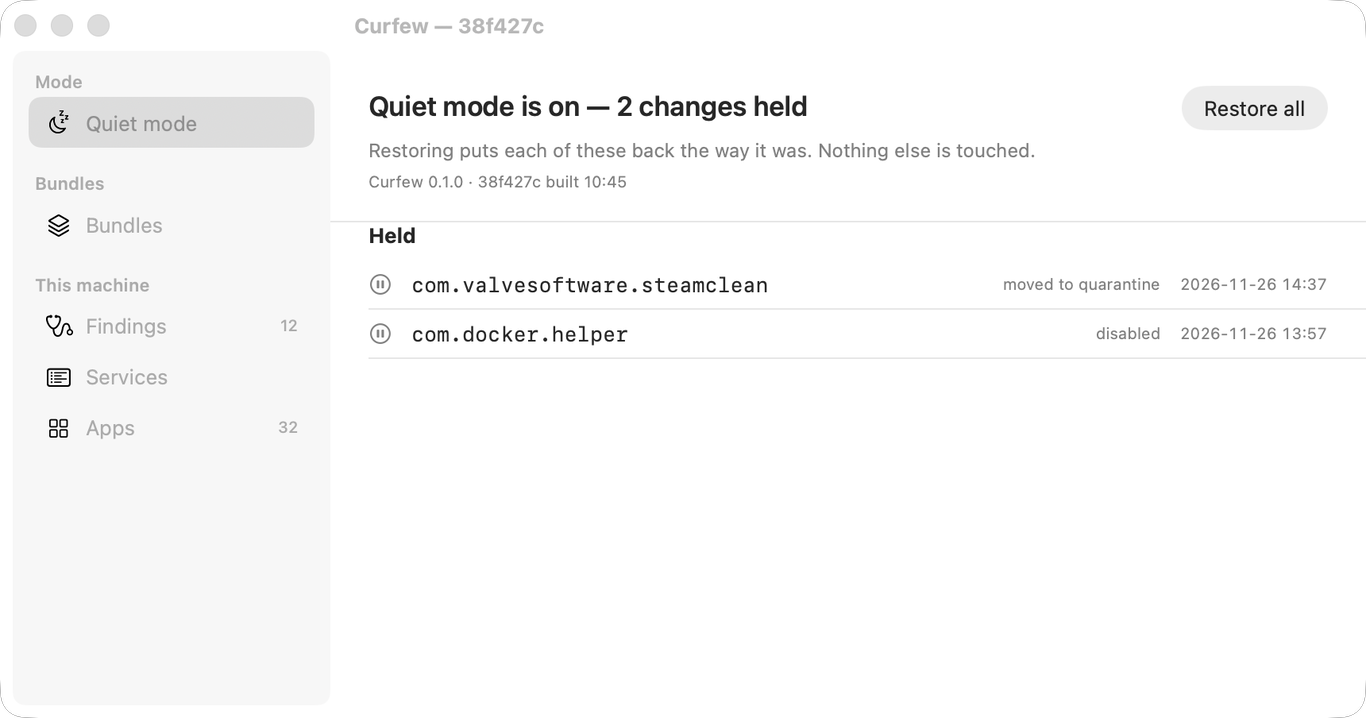 Curfew — 38f427c
Mode
Quiet mode
Bundles
Bundles
This machine
Findings 12
Services
Apps 32
Quiet mode is on — 2 changes held
Restore all
Restoring puts each of these back the way it was. Nothing else is touched.
Curfew 0.1.0 · 38f427c built 10:45
Held
com.valvesoftware.steamclean moved to quarantine 2026-11-26 14:37
com.docker.helper disabled 2026-11-26 13:57